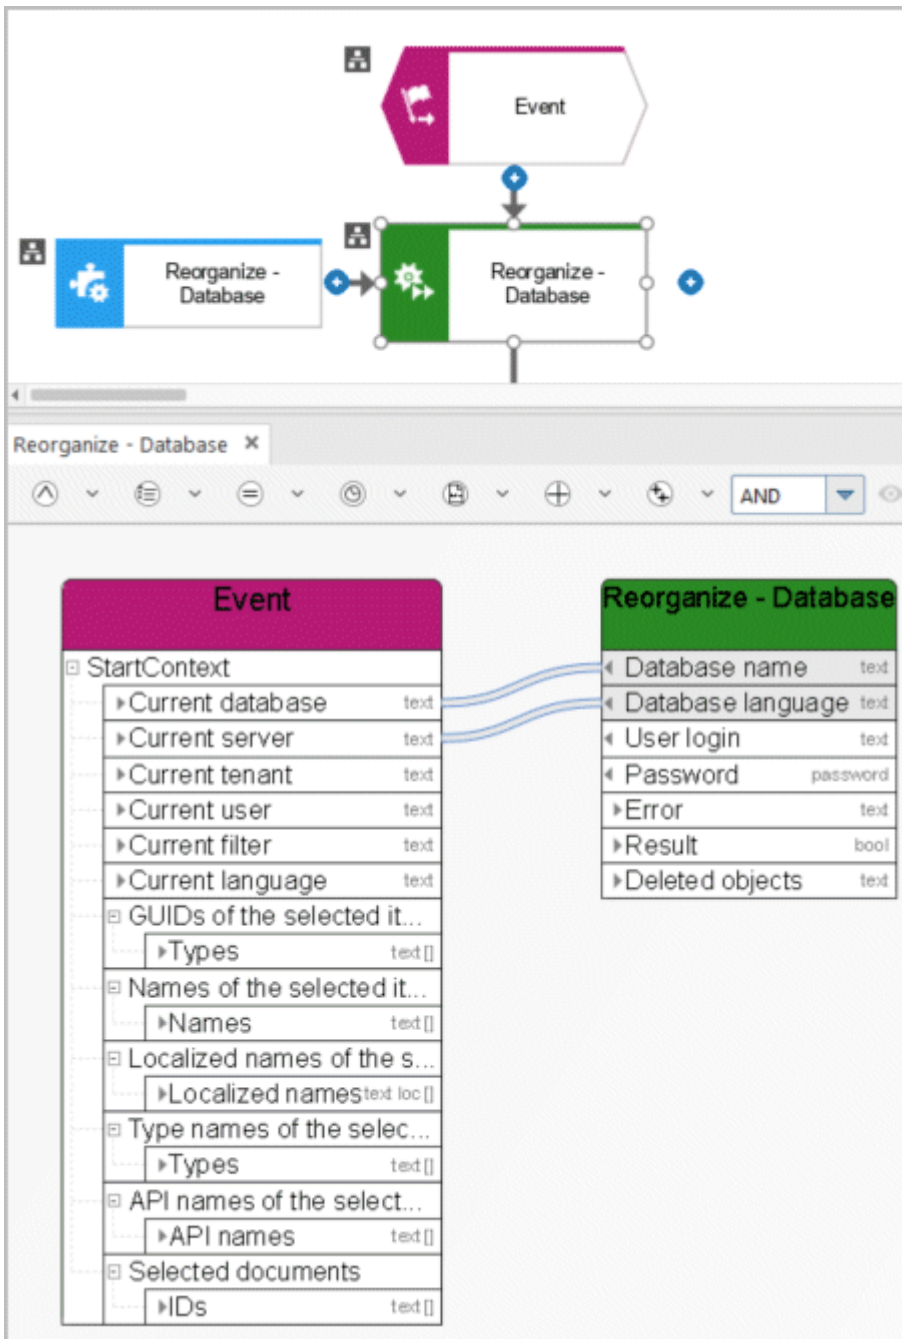 Event
Reorganize -
Database
Reorganize -
Database
Reorganize - Database
AND
Event
StartContext
Current database text
Current server text
Current tenant text
Current user text
Current filter text
Current language text
GUIDs of the selected it...
Types text[]
Names of the selected it...
Names text[]
Localized names of the s...
Localized names text loc[]
Type names of the selec...
Types text[]
API names of the select...
API names text[]
Selected documents
IDs text[]
Reorganize - Database
Database name text
Database language text
User login text
Password password
Error text
Result bool
Deleted objects text